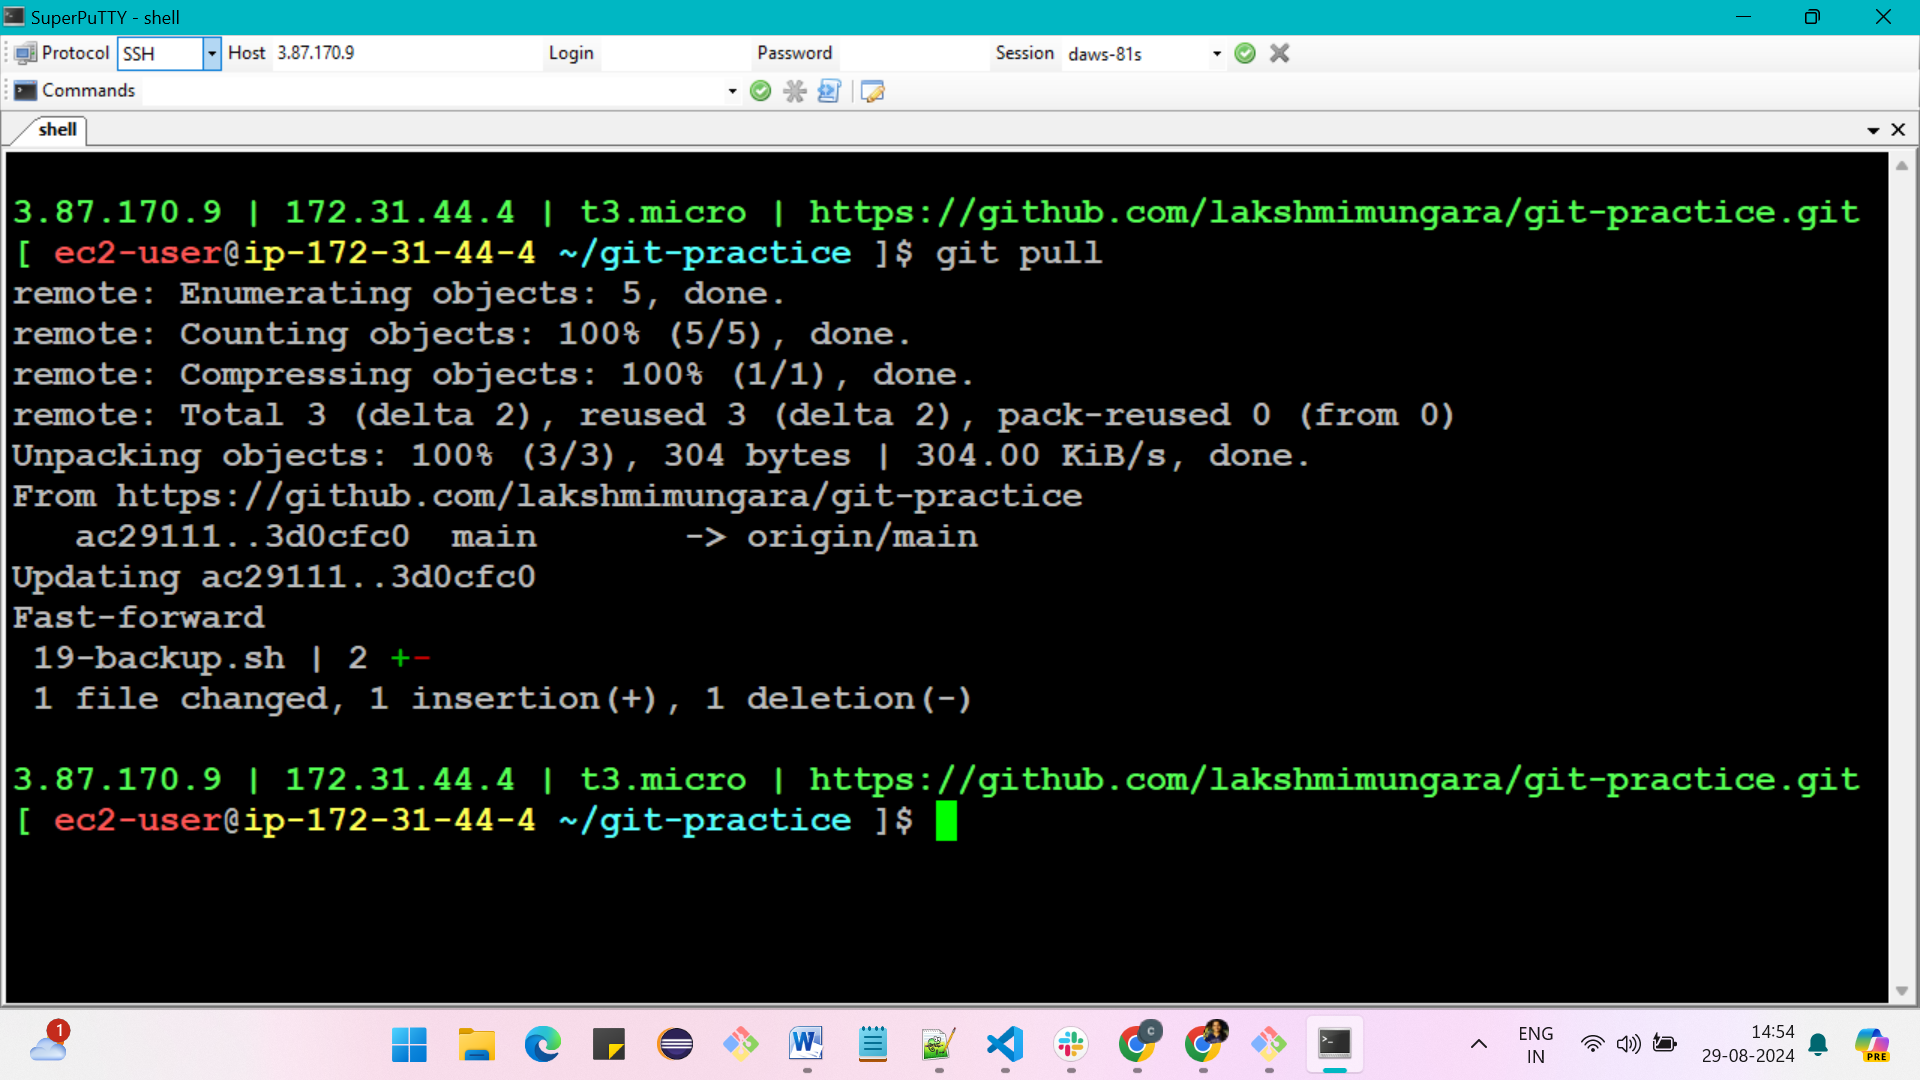 SuperPuTTY - shell
Protocol SSH Host 3.87.170.9 Login Password Session daws-81s
Commands
shell
3.87.170.9 | 172.31.44.4 | t3.micro | https://github.com/lakshmimungara/git-practice.git
[ ec2-user@ip-172-31-44-4 ~/git-practice ]$ git pull
remote: Enumerating objects: 5, done.
remote: Counting objects: 100% (5/5), done.
remote: Compressing objects: 100% (1/1), done.
remote: Total 3 (delta 2), reused 3 (delta 2), pack-reused 0 (from 0)
Unpacking objects: 100% (3/3), 304 bytes | 304.00 KiB/s, done.
From https://github.com/lakshmimungara/git-practice
   ac29111..3d0cfc0  main       -> origin/main
Updating ac29111..3d0cfc0
Fast-forward
 19-backup.sh | 2 +-
 1 file changed, 1 insertion(+), 1 deletion(-)
3.87.170.9 | 172.31.44.4 | t3.micro | https://github.com/lakshmimungara/git-practice.git
[ ec2-user@ip-172-31-44-4 ~/git-practice ]$
1
C
ENG
IN
14:54
29-08-2024
PRE